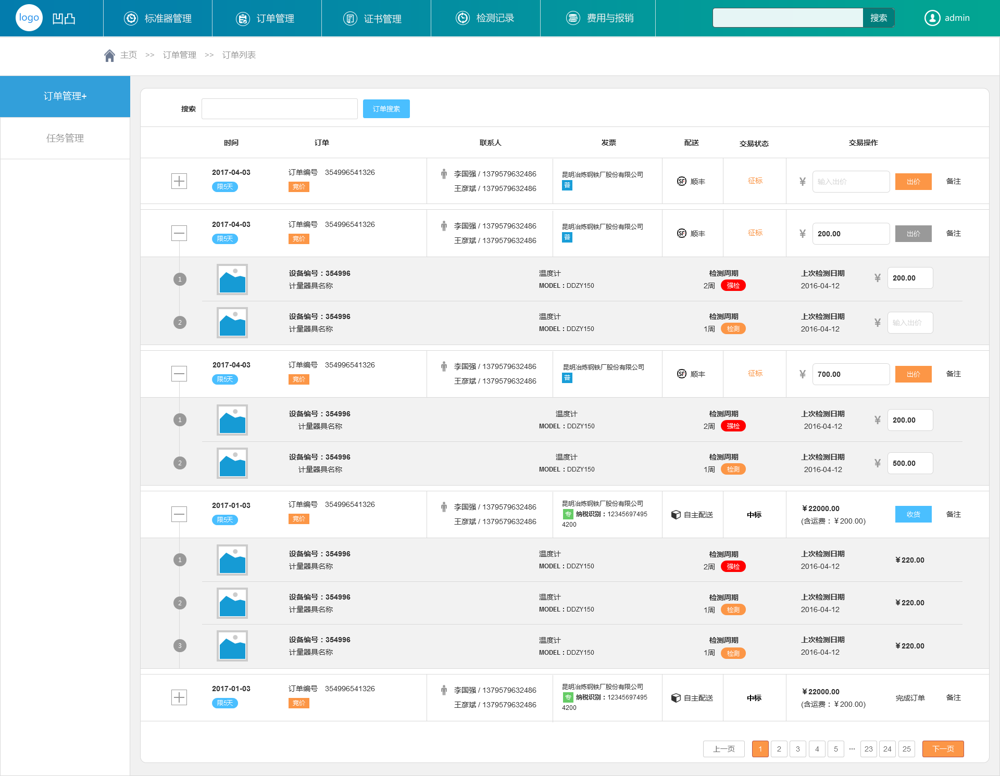 logo 凹凸 标准器管理 订单管理 证书管理 检测记录 费用与报销 搜索 admin
主页 >> 订单管理 >> 订单列表
订单管理+
任务管理
搜索 订单搜索
时间 订单 联系人 发票 配送 交易状态 交易操作
2017-04-03 订单编号 354996541326 李国强 / 1379579632486 昆明冶炼钢铁厂股份有限公司
限5天 竞价 王彦斌 / 1379579632486 普 顺丰 征标 ¥ 输入出价 出价 备注
2017-04-03 订单编号 354996541326 李国强 / 1379579632486 昆明冶炼钢铁厂股份有限公司
限5天 竞价 王彦斌 / 1379579632486 普 顺丰 征标 ¥ 200.00 出价 备注
1 设备编号：354996 温度计 检测周期 上次检测日期 ¥ 200.00
计量器具名称 MODEL：DDZY150 2周 强检 2016-04-12
2 设备编号：354996 温度计 检测周期 上次检测日期 ¥ 输入出价
计量器具名称 MODEL：DDZY150 1周 检测 2016-04-12
2017-04-03 订单编号 354996541326 李国强 / 1379579632486 昆明冶炼钢铁厂股份有限公司
限5天 竞价 王彦斌 / 1379579632486 普 顺丰 征标 ¥ 700.00 出价 备注
1 设备编号：354996 温度计 检测周期 上次检测日期 ¥ 200.00
计量器具名称 MODEL：DDZY150 2周 强检 2016-04-12
2 设备编号：354996 温度计 检测周期 上次检测日期 ¥ 500.00
计量器具名称 MODEL：DDZY150 1周 检测 2016-04-12
2017-01-03 订单编号 354996541326 李国强 / 1379579632486 昆明冶炼钢铁厂股份有限公司 ¥22000.00
限5天 竞价 王彦斌 / 1379579632486 专 纳税识别：12345697495 自主配送 中标 (含运费：¥200.00) 收货 备注
4200
1 设备编号：354996 温度计 检测周期 上次检测日期 ¥220.00
计量器具名称 MODEL：DDZY150 2周 强检 2016-04-12
2 设备编号：354996 温度计 检测周期 上次检测日期 ¥220.00
计量器具名称 MODEL：DDZY150 1周 检测 2016-04-12
3 设备编号：354996 温度计 检测周期 上次检测日期 ¥220.00
计量器具名称 MODEL：DDZY150 1周 检测 2016-04-12
2017-01-03 订单编号 354996541326 李国强 / 1379579632486 昆明冶炼钢铁厂股份有限公司 ¥22000.00
限5天 竞价 王彦斌 / 1379579632486 专 纳税识别：12345697495 自主配送 中标 (含运费：¥200.00) 完成订单 备注
4200
上一页 1 2 3 4 5 ... 23 24 25 下一页